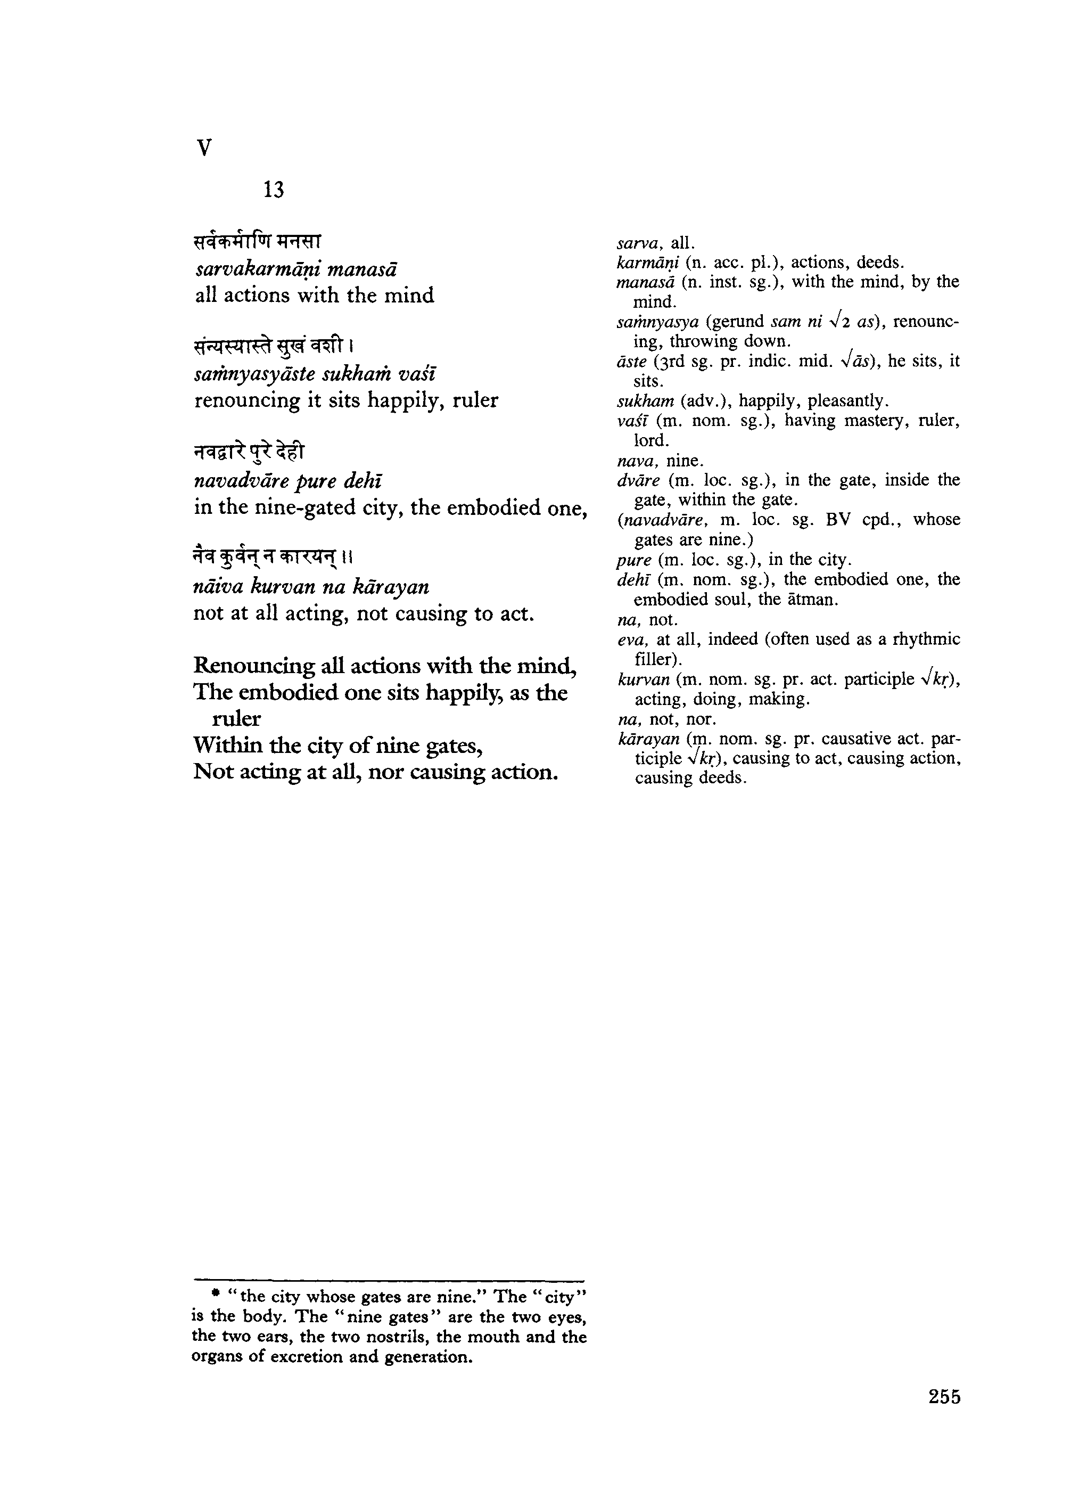 V
13
सर्वकर्माणि मनसा
sarvakarmāṇi manasā
all actions with the mind
संन्यस्यास्ते सुखं वशी ।
saṁnyasyāste sukhaṁ vaśī
renouncing it sits happily, ruler
नवद्वारे पुरे देही
navadvāre pure dehī
in the nine-gated city, the embodied one,
नैव कुर्वन् न कारयन् ॥
nāiva kurvan na kārayan
not at all acting, not causing to act.
Renouncing all actions with the mind,
The embodied one sits happily, as the
ruler
Within the city of nine gates,
Not acting at all, nor causing action.
sarva, all.
karmāṇi (n. acc. pl.), actions, deeds.
manasā (n. inst. sg.), with the mind, by the
mind.
saṁnyasya (gerund sam ni √2 as), renounc-
ing, throwing down.
āste (3rd sg. pr. indic. mid. √ās), he sits, it
sits.
sukham (adv.), happily, pleasantly.
vaśī (m. nom. sg.), having mastery, ruler,
lord.
nava, nine.
dvāre (m. loc. sg.), in the gate, inside the
gate, within the gate.
(navadvāre, m. loc. sg. BV cpd., whose
gates are nine.)
pure (m. loc. sg.), in the city.
dehī (m. nom. sg.), the embodied one, the
embodied soul, the ātman.
na, not.
eva, at all, indeed (often used as a rhythmic
filler).
kurvan (m. nom. sg. pr. act. participle √kṛ),
acting, doing, making.
na, not, nor.
kārayan (m. nom. sg. pr. causative act. par-
ticiple √kṛ), causing to act, causing action,
causing deeds.
* "the city whose gates are nine." The "city"
is the body. The "nine gates" are the two eyes,
the two ears, the two nostrils, the mouth and the
organs of excretion and generation.
255